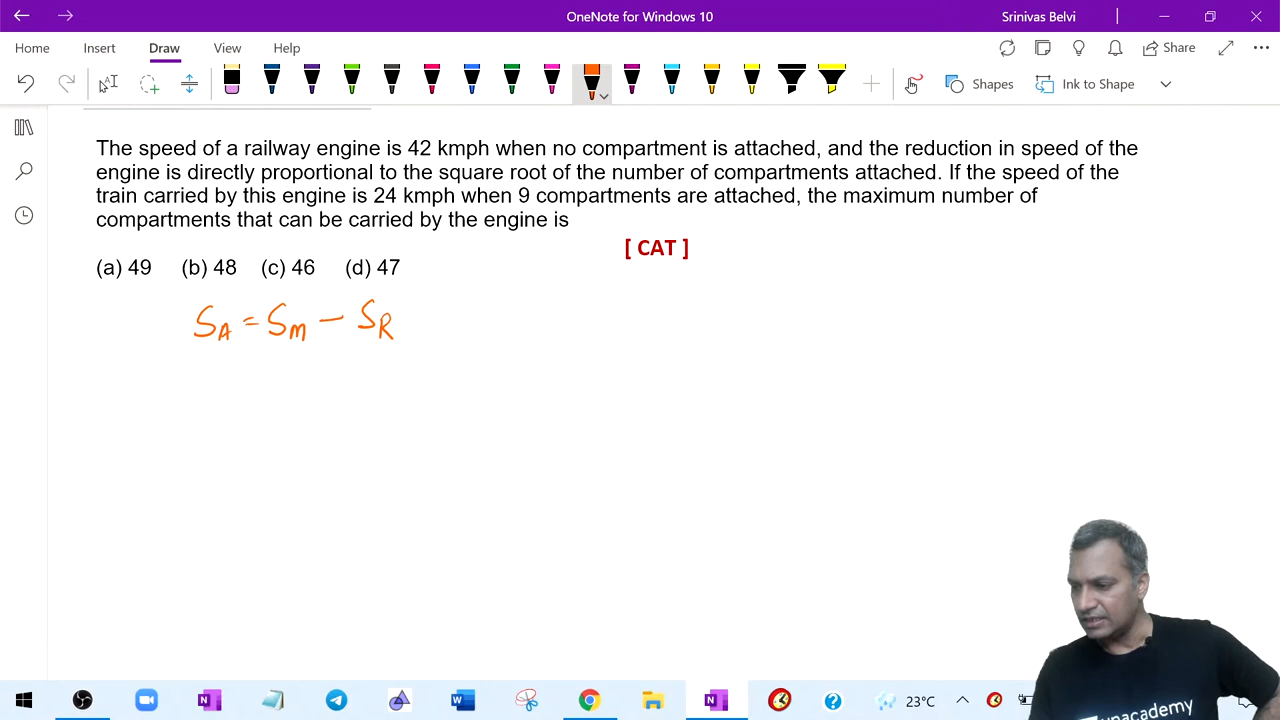 OneNote for Windows 10
Srinivas Belvi
Home Insert Draw View Help
Share
Shapes Ink to Shape
The speed of a railway engine is 42 kmph when no compartment is attached, and the reduction in speed of the
engine is directly proportional to the square root of the number of compartments attached. If the speed of the
train carried by this engine is 24 kmph when 9 compartments are attached, the maximum number of
compartments that can be carried by the engine is
[ CAT ]
(a) 49 (b) 48 (c) 46 (d) 47
S_A = S_M − S_R
23°C
unacademy